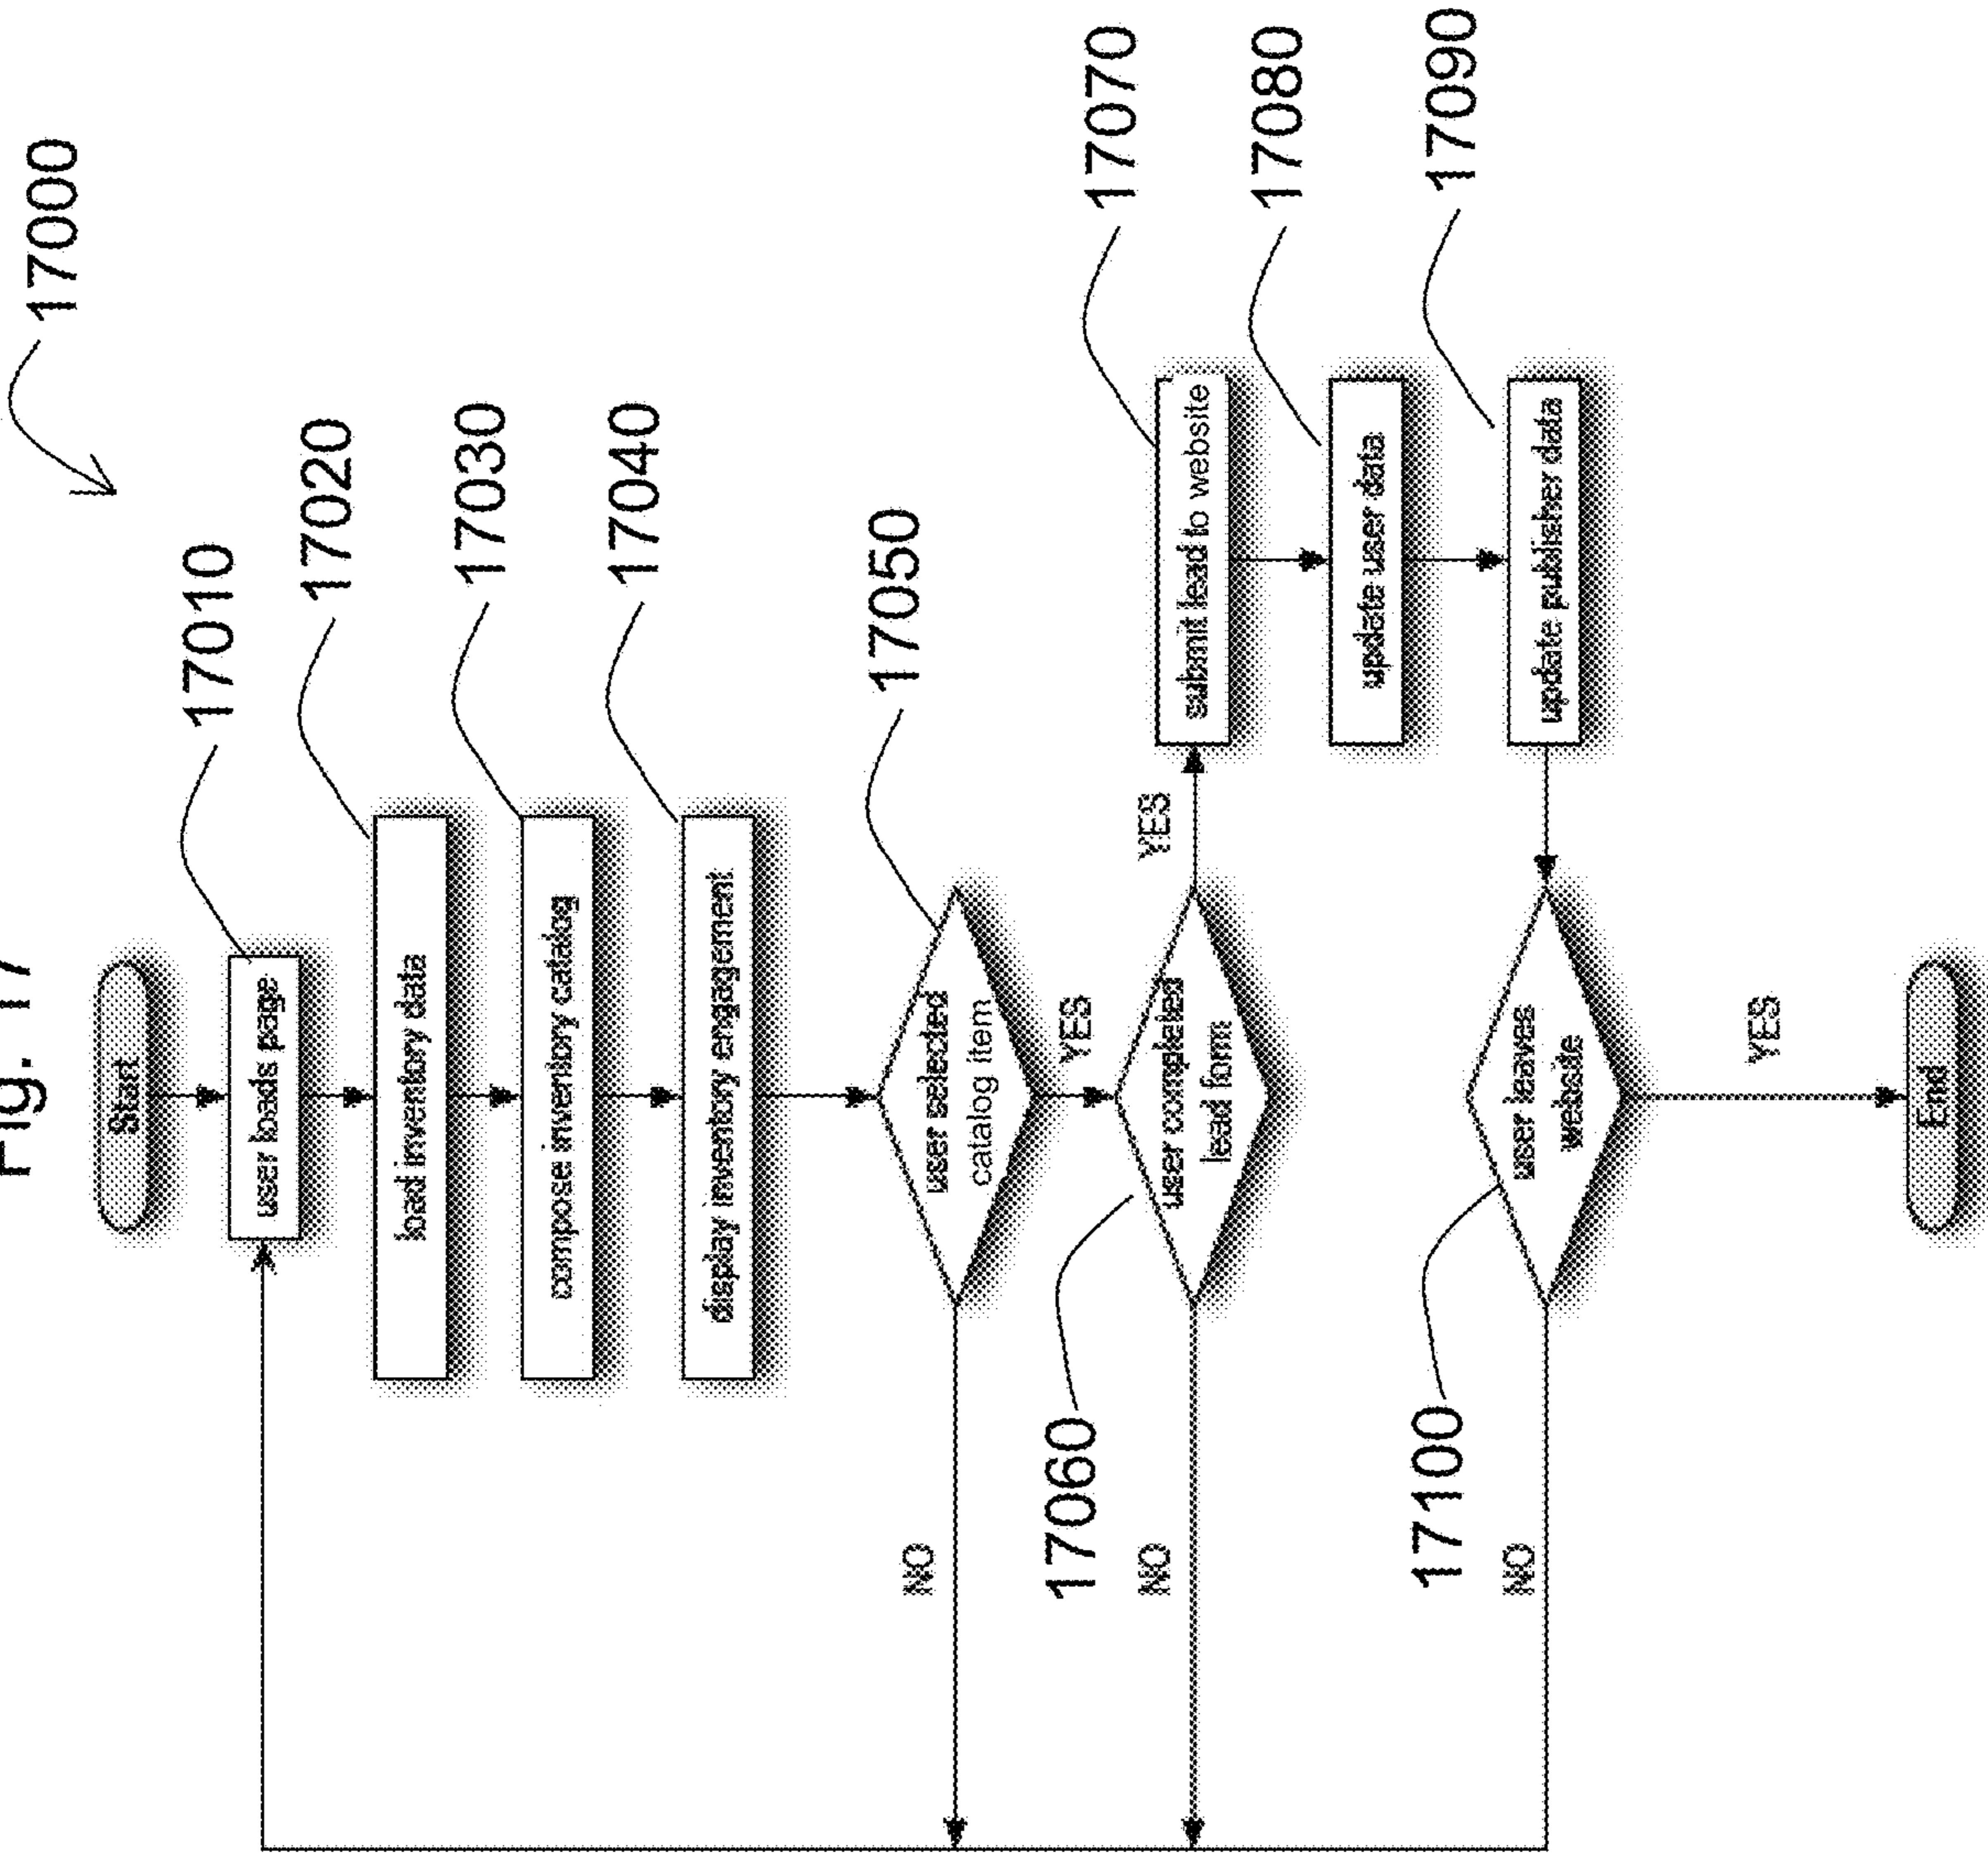 Fig. 17
17000
Start
user loads page
17010
load inventory data
17020
compose inventory catalog
17030
display inventory engagement
17040
user selected
catalog item
17050
NO
YES
user completed
lead form
17060
NO
YES
submit lead to website
17070
update user data
17080
update publisher data
17090
user leaves
website
17100
NO
YES
End